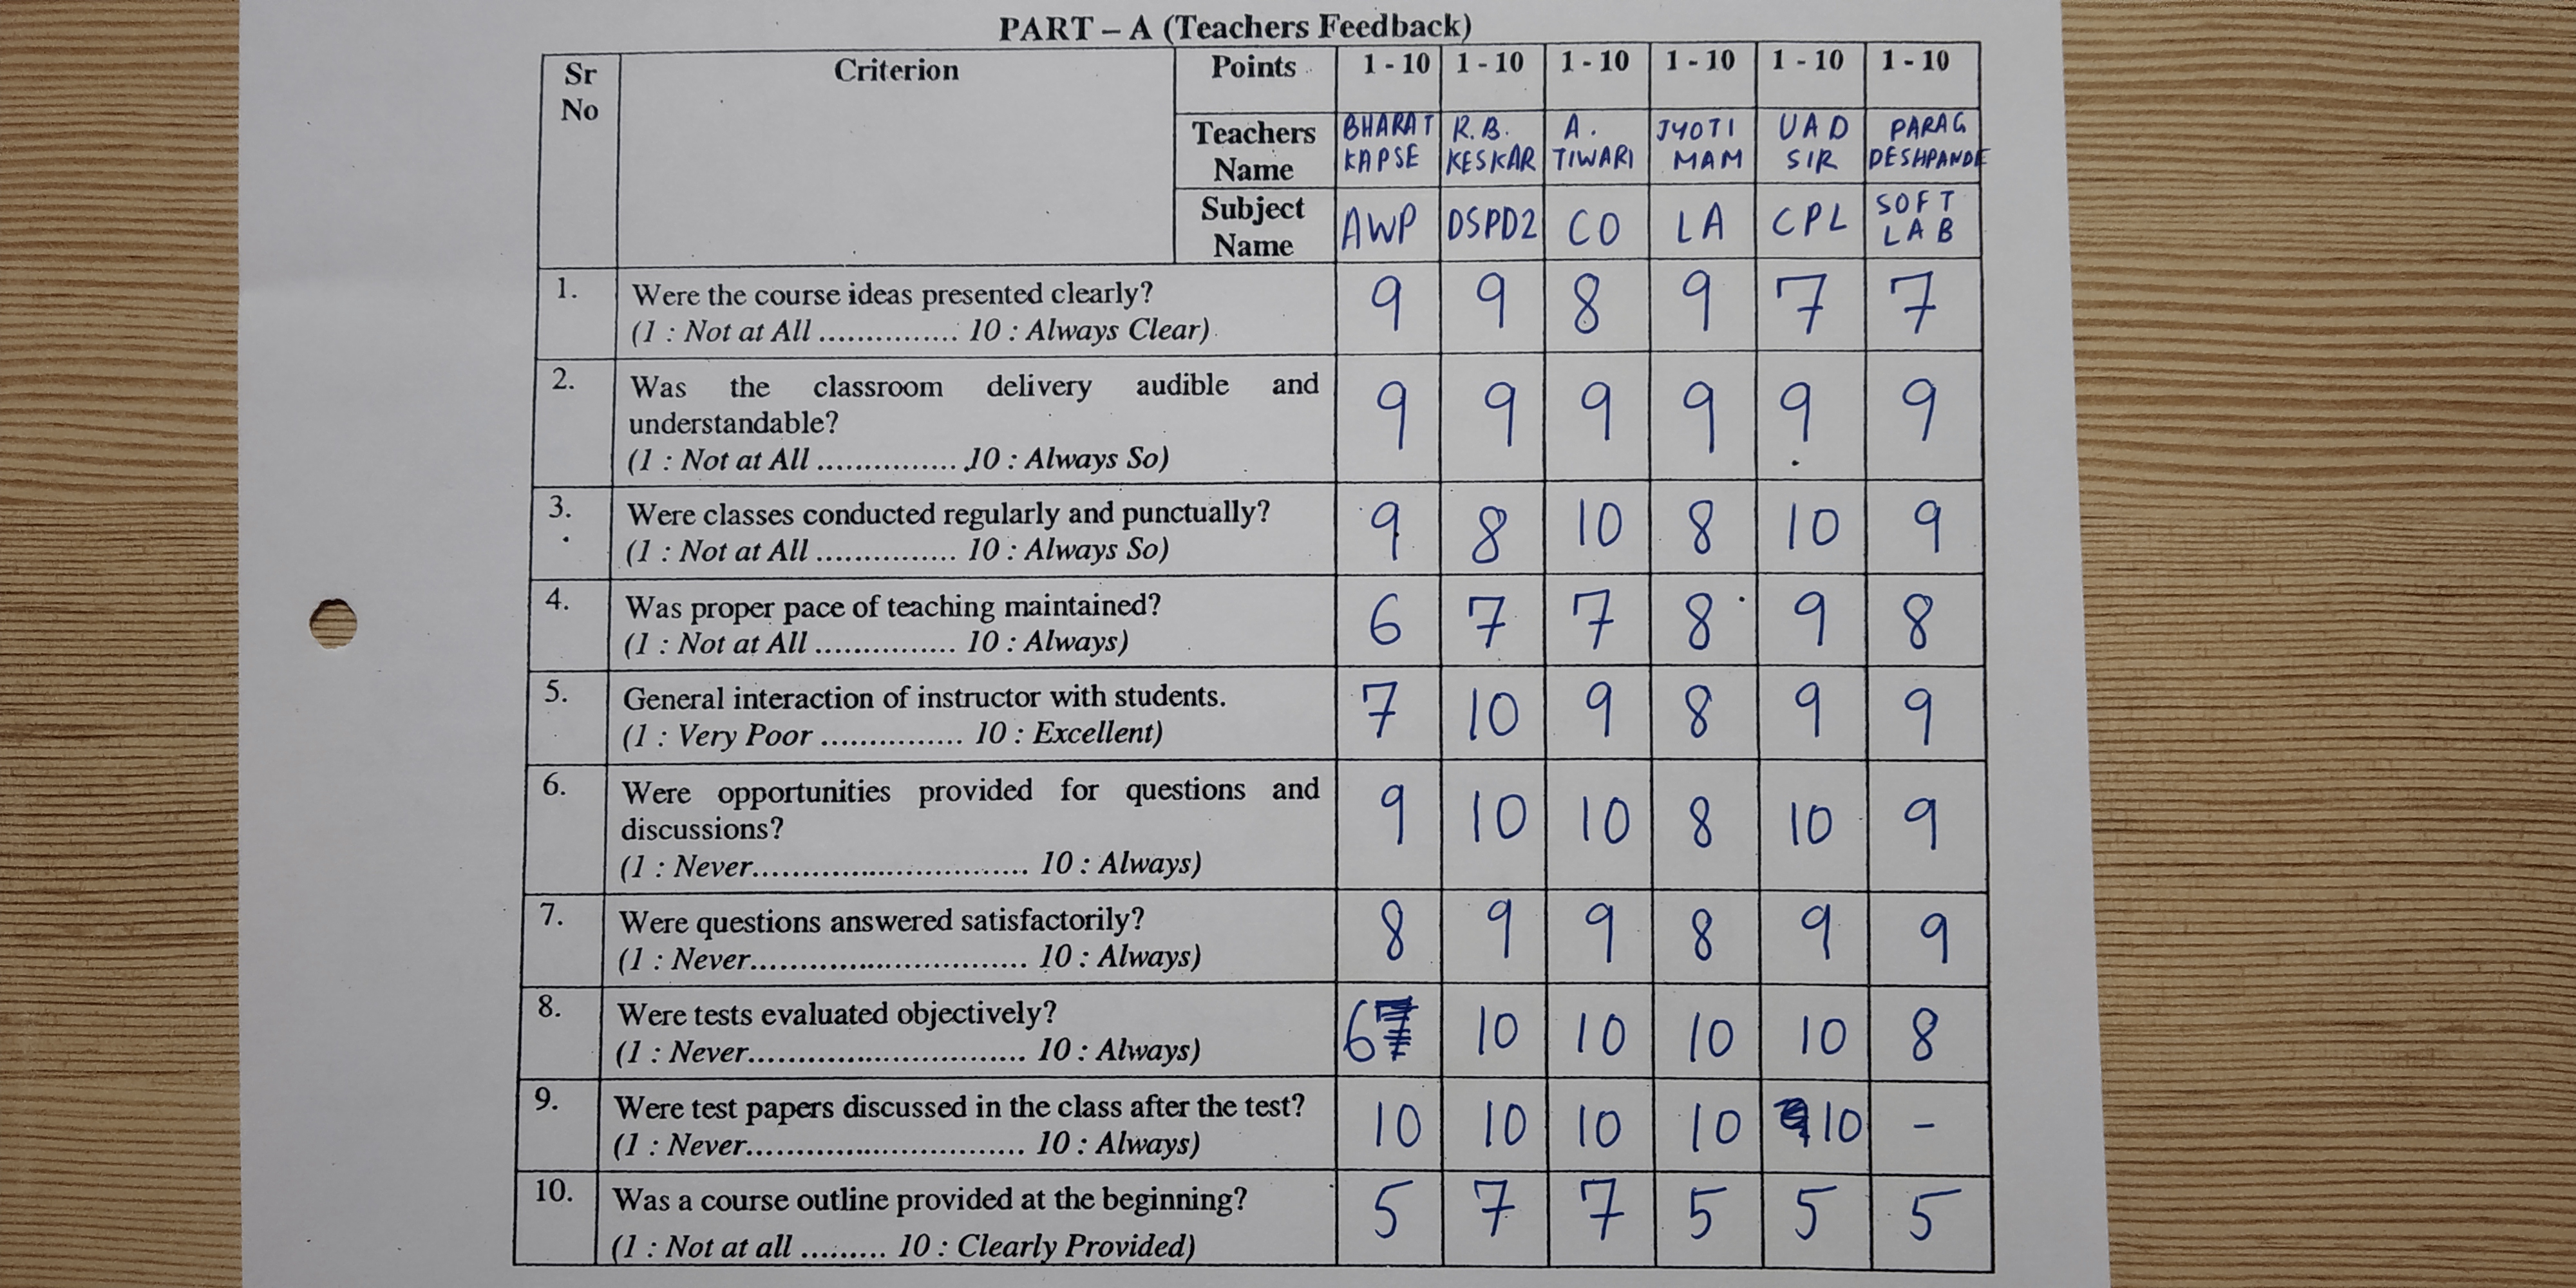 PART – A (Teachers Feedback)
Sr No Criterion Points 1 - 10 1 - 10 1 - 10 1 - 10 1 - 10 1 - 10
Teachers Name BHARAT KAPSE R.B. KESKAR A. TIWARI JYOTI MAM UAD SIR PARAG DESHPANDE
Subject Name AWP DSPD2 CO LA CPL SOFT LAB
1. Were the course ideas presented clearly? 9 9 8 9 7 7
(1 : Not at All ............... 10 : Always Clear)
2. Was the classroom delivery audible and
understandable? 9 9 9 9 9 9
(1 : Not at All ............... 10 : Always So)
3. Were classes conducted regularly and punctually? 9 8 10 8 10 9
(1 : Not at All ............... 10 : Always So)
4. Was proper pace of teaching maintained? 6 7 7 8 9 8
(1 : Not at All ............... 10 : Always)
5. General interaction of instructor with students. 7 10 9 8 9 9
(1 : Very Poor ............... 10 : Excellent)
6. Were opportunities provided for questions and
discussions? 9 10 10 8 10 9
(1 : Never.............................. 10 : Always)
7. Were questions answered satisfactorily? 8 9 9 8 9 9
(1 : Never.............................. 10 : Always)
8. Were tests evaluated objectively? 6 10 10 10 10 8
(1 : Never.............................. 10 : Always)
9. Were test papers discussed in the class after the test? 10 10 10 10 10 -
(1 : Never.............................. 10 : Always)
10. Was a course outline provided at the beginning? 5 7 7 5 5 5
(1 : Not at all ......... 10 : Clearly Provided)